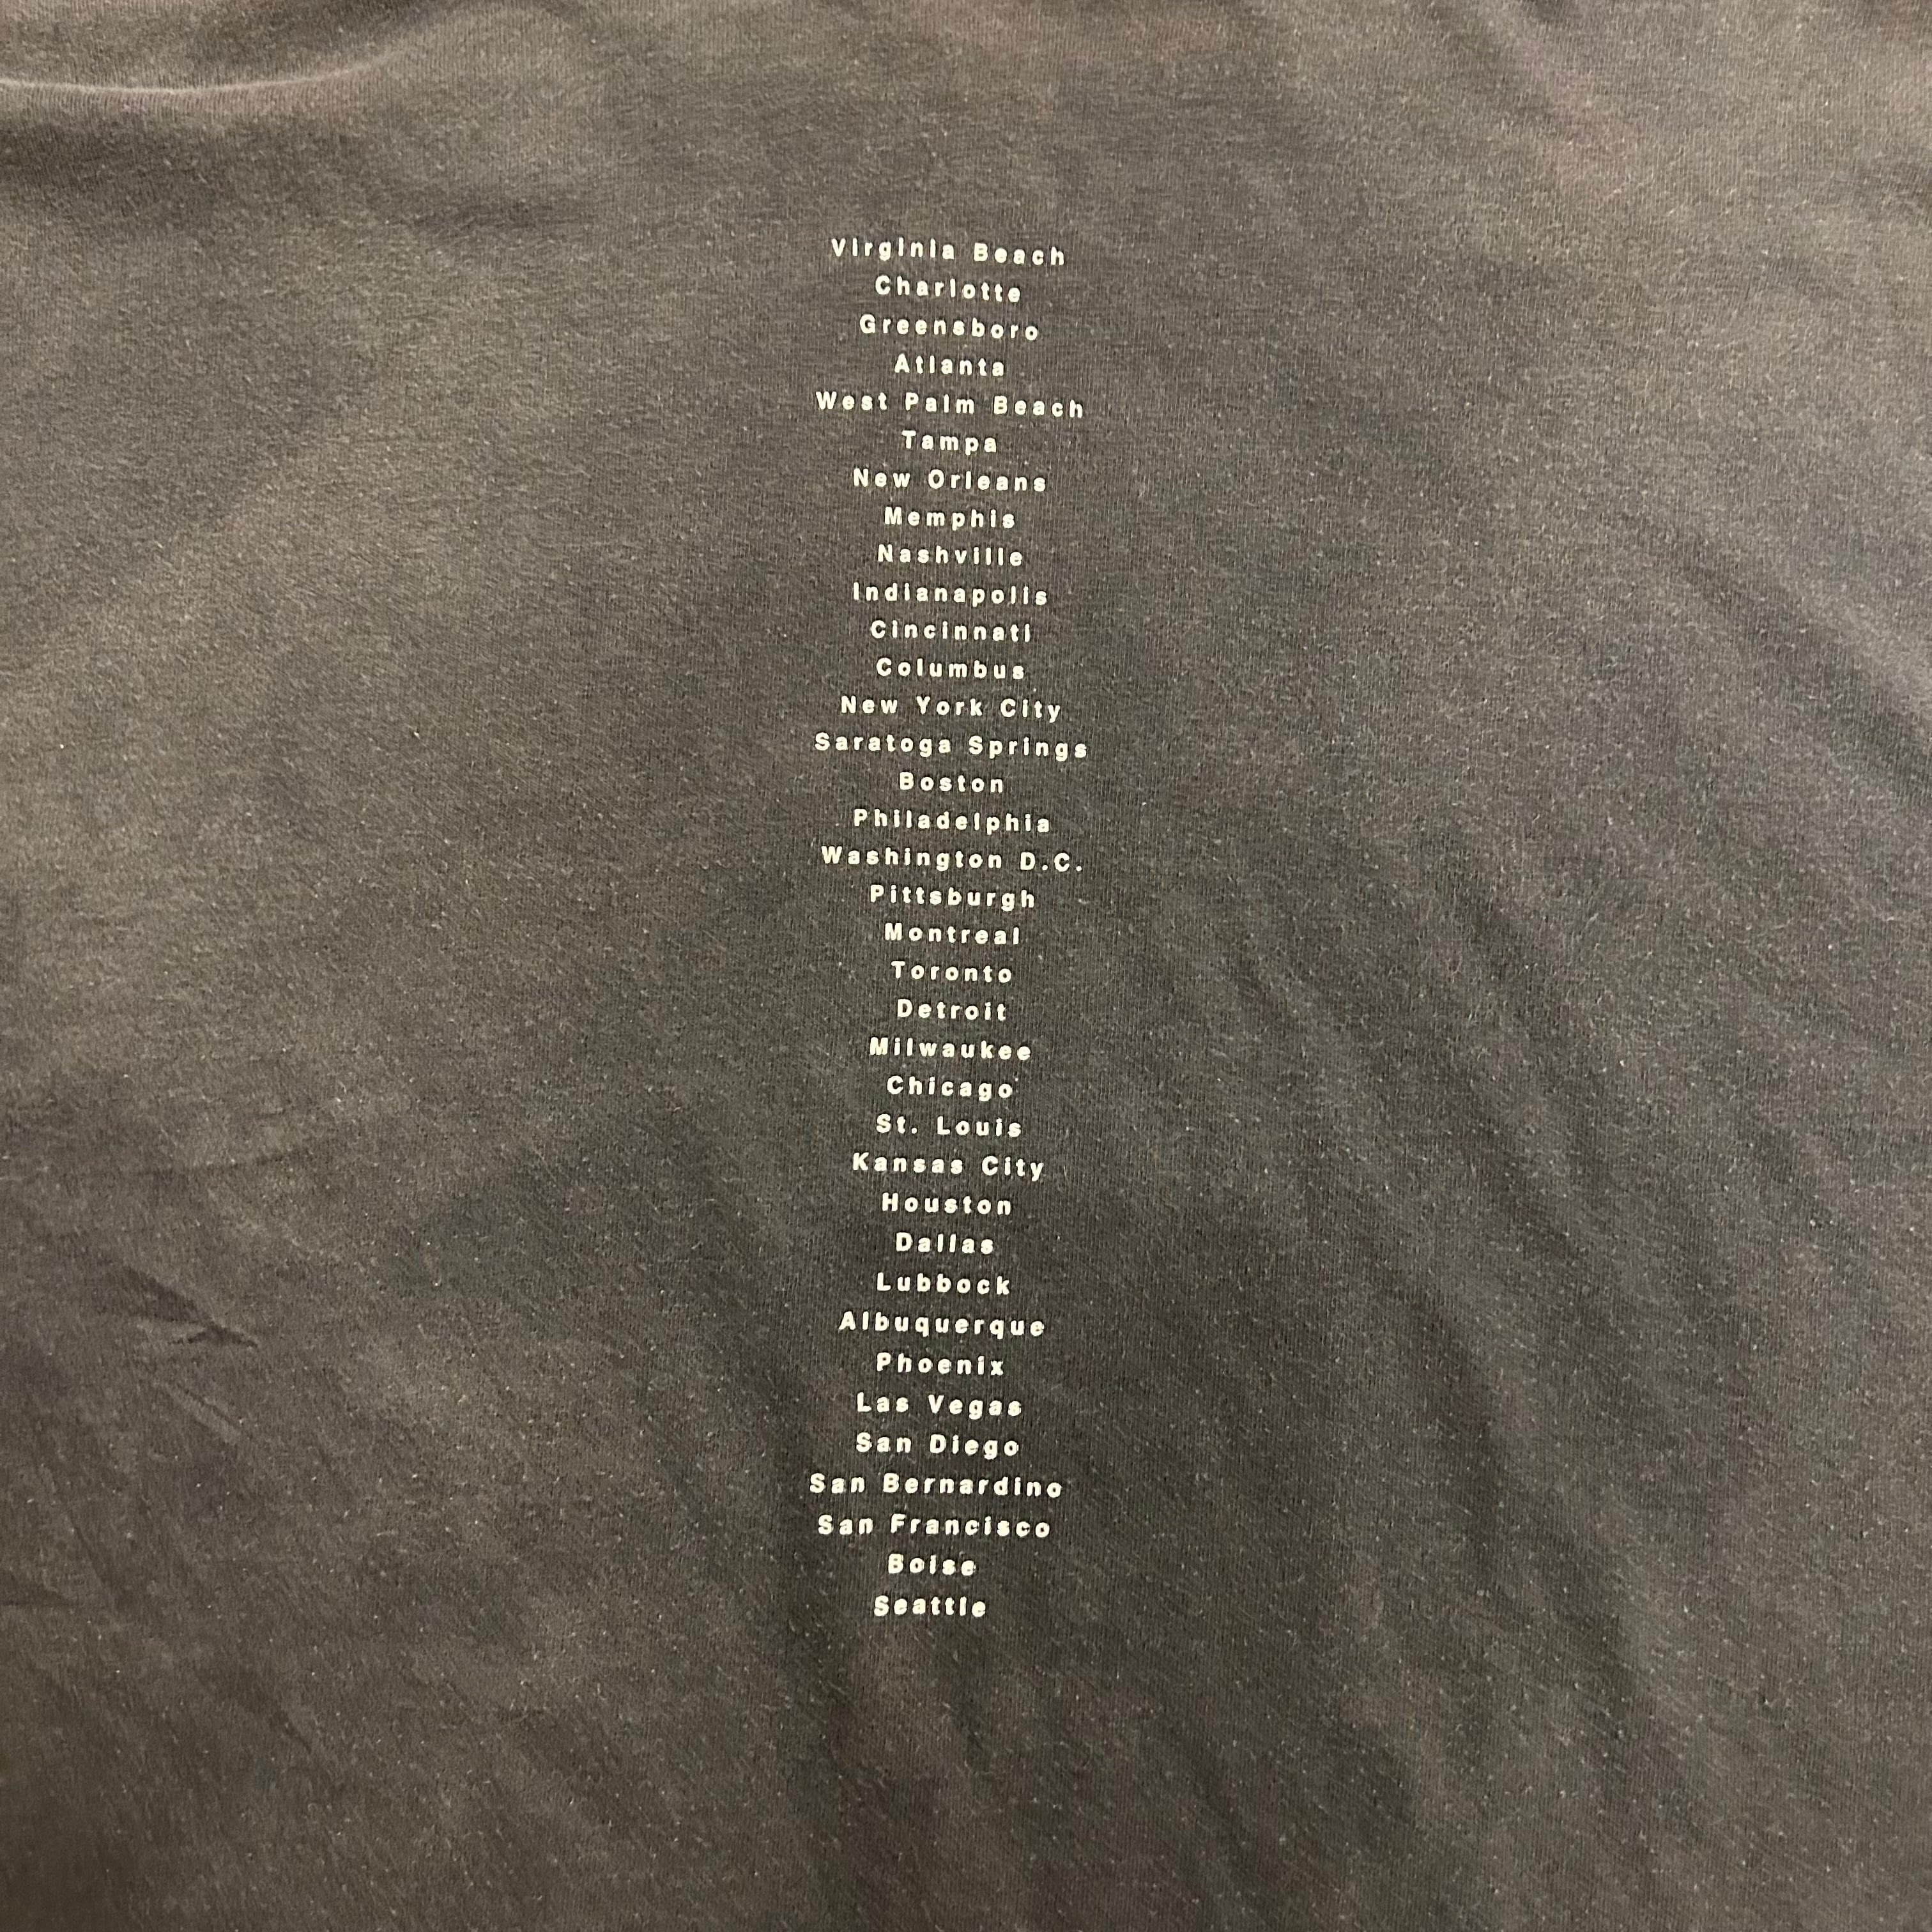 Virginia Beach
Charlotte
Greensboro
Atlanta
West Palm Beach
Tampa
New Orleans
Memphis
Nashville
Indianapolis
Cincinnati
Columbus
New York City
Saratoga Springs
Boston
Philadelphia
Washington D.C.
Pittsburgh
Montreal
Toronto
Detroit
Milwaukee
Chicago
St. Louis
Kansas City
Houston
Dallas
Lubbock
Albuquerque
Phoenix
Las Vegas
San Diego
San Bernardino
San Francisco
Boise
Seattle